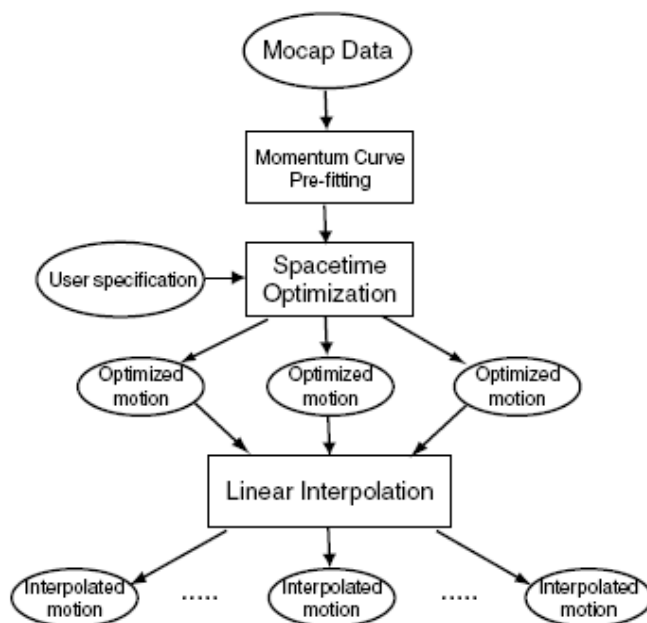 Mocap Data
Momentum Curve
Pre-fitting
User specification
Spacetime
Optimization
Optimized
motion
Optimized
motion
Optimized
motion
Linear Interpolation
Interpolated
motion
.....
Interpolated
motion
.....
Interpolated
motion